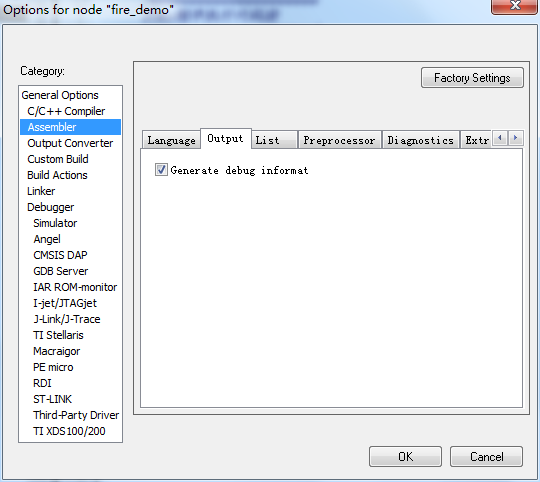 Options for node "fire_demo"
Category:
Factory Settings
General Options
C/C++ Compiler
Assembler
Output Converter
Custom Build
Build Actions
Linker
Debugger
Simulator
Angel
CMSIS DAP
GDB Server
IAR ROM-monitor
I-jet/JTAGjet
J-Link/J-Trace
TI Stellaris
Macraigor
PE micro
RDI
ST-LINK
Third-Party Driver
TI XDS100/200
Language Output List Preprocessor Diagnostics Extr
Generate debug informat
OK Cancel